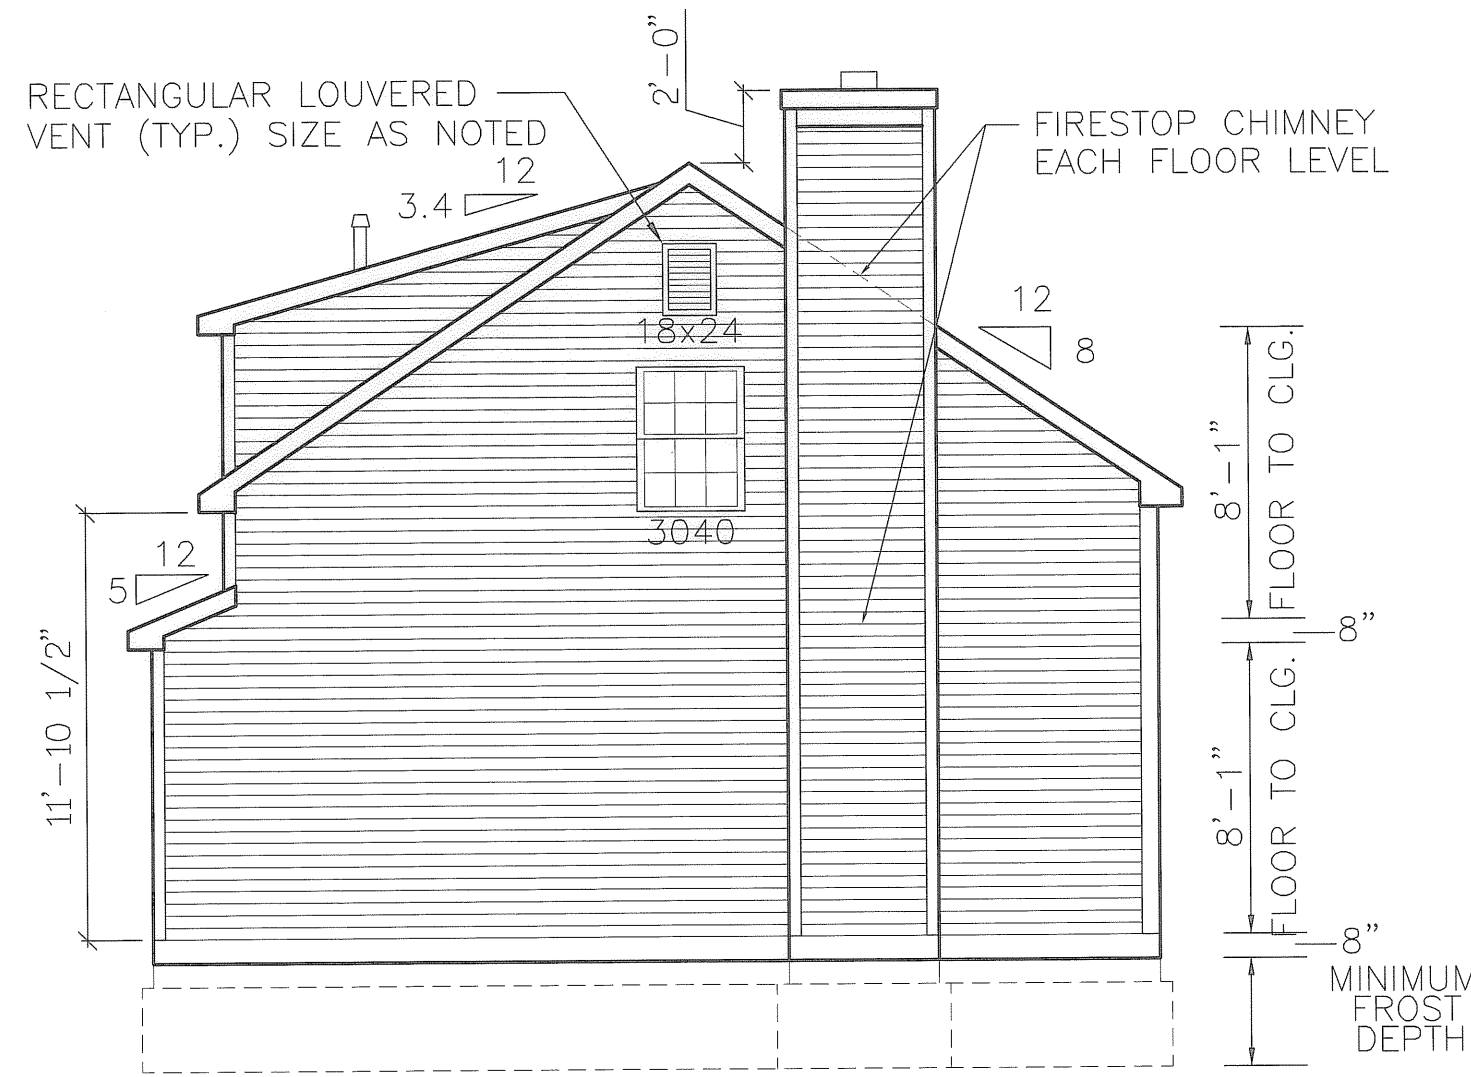 2'-0"
RECTANGULAR LOUVERED
VENT (TYP.) SIZE AS NOTED
FIRESTOP CHIMNEY
EACH FLOOR LEVEL
12
3.4
18x24
12
8
3040
12
5
11'-10 1/2"
8'-1"
FLOOR TO CLG.
8"
8'-1"
FLOOR TO CLG.
8"
MINIMUM
FROST
DEPTH